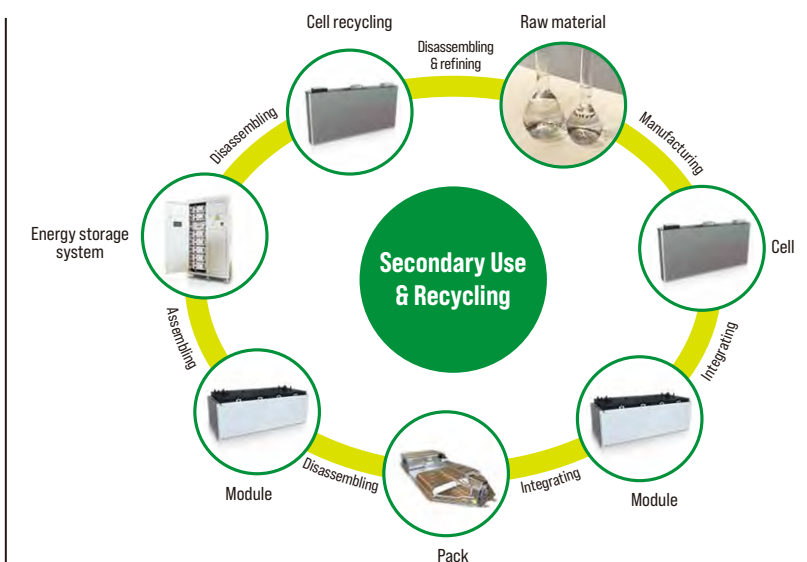 Cell recycling
Disassembling
& refining
Raw material
Manufacturing
Cell
Integrating
Module
Integrating
Pack
Disassembling
Module
Assembling
Energy storage
system
Disassembling
Secondary Use
& Recycling